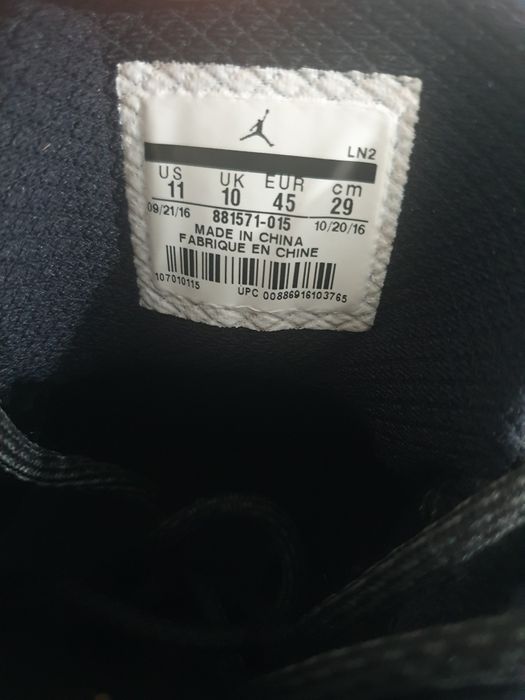 LN2
US UK EUR cm
11 10 45 29
09/21/16 881571-015 10/20/16
MADE IN CHINA
FABRIQUE EN CHINE
107010115 UPC 00886916103765